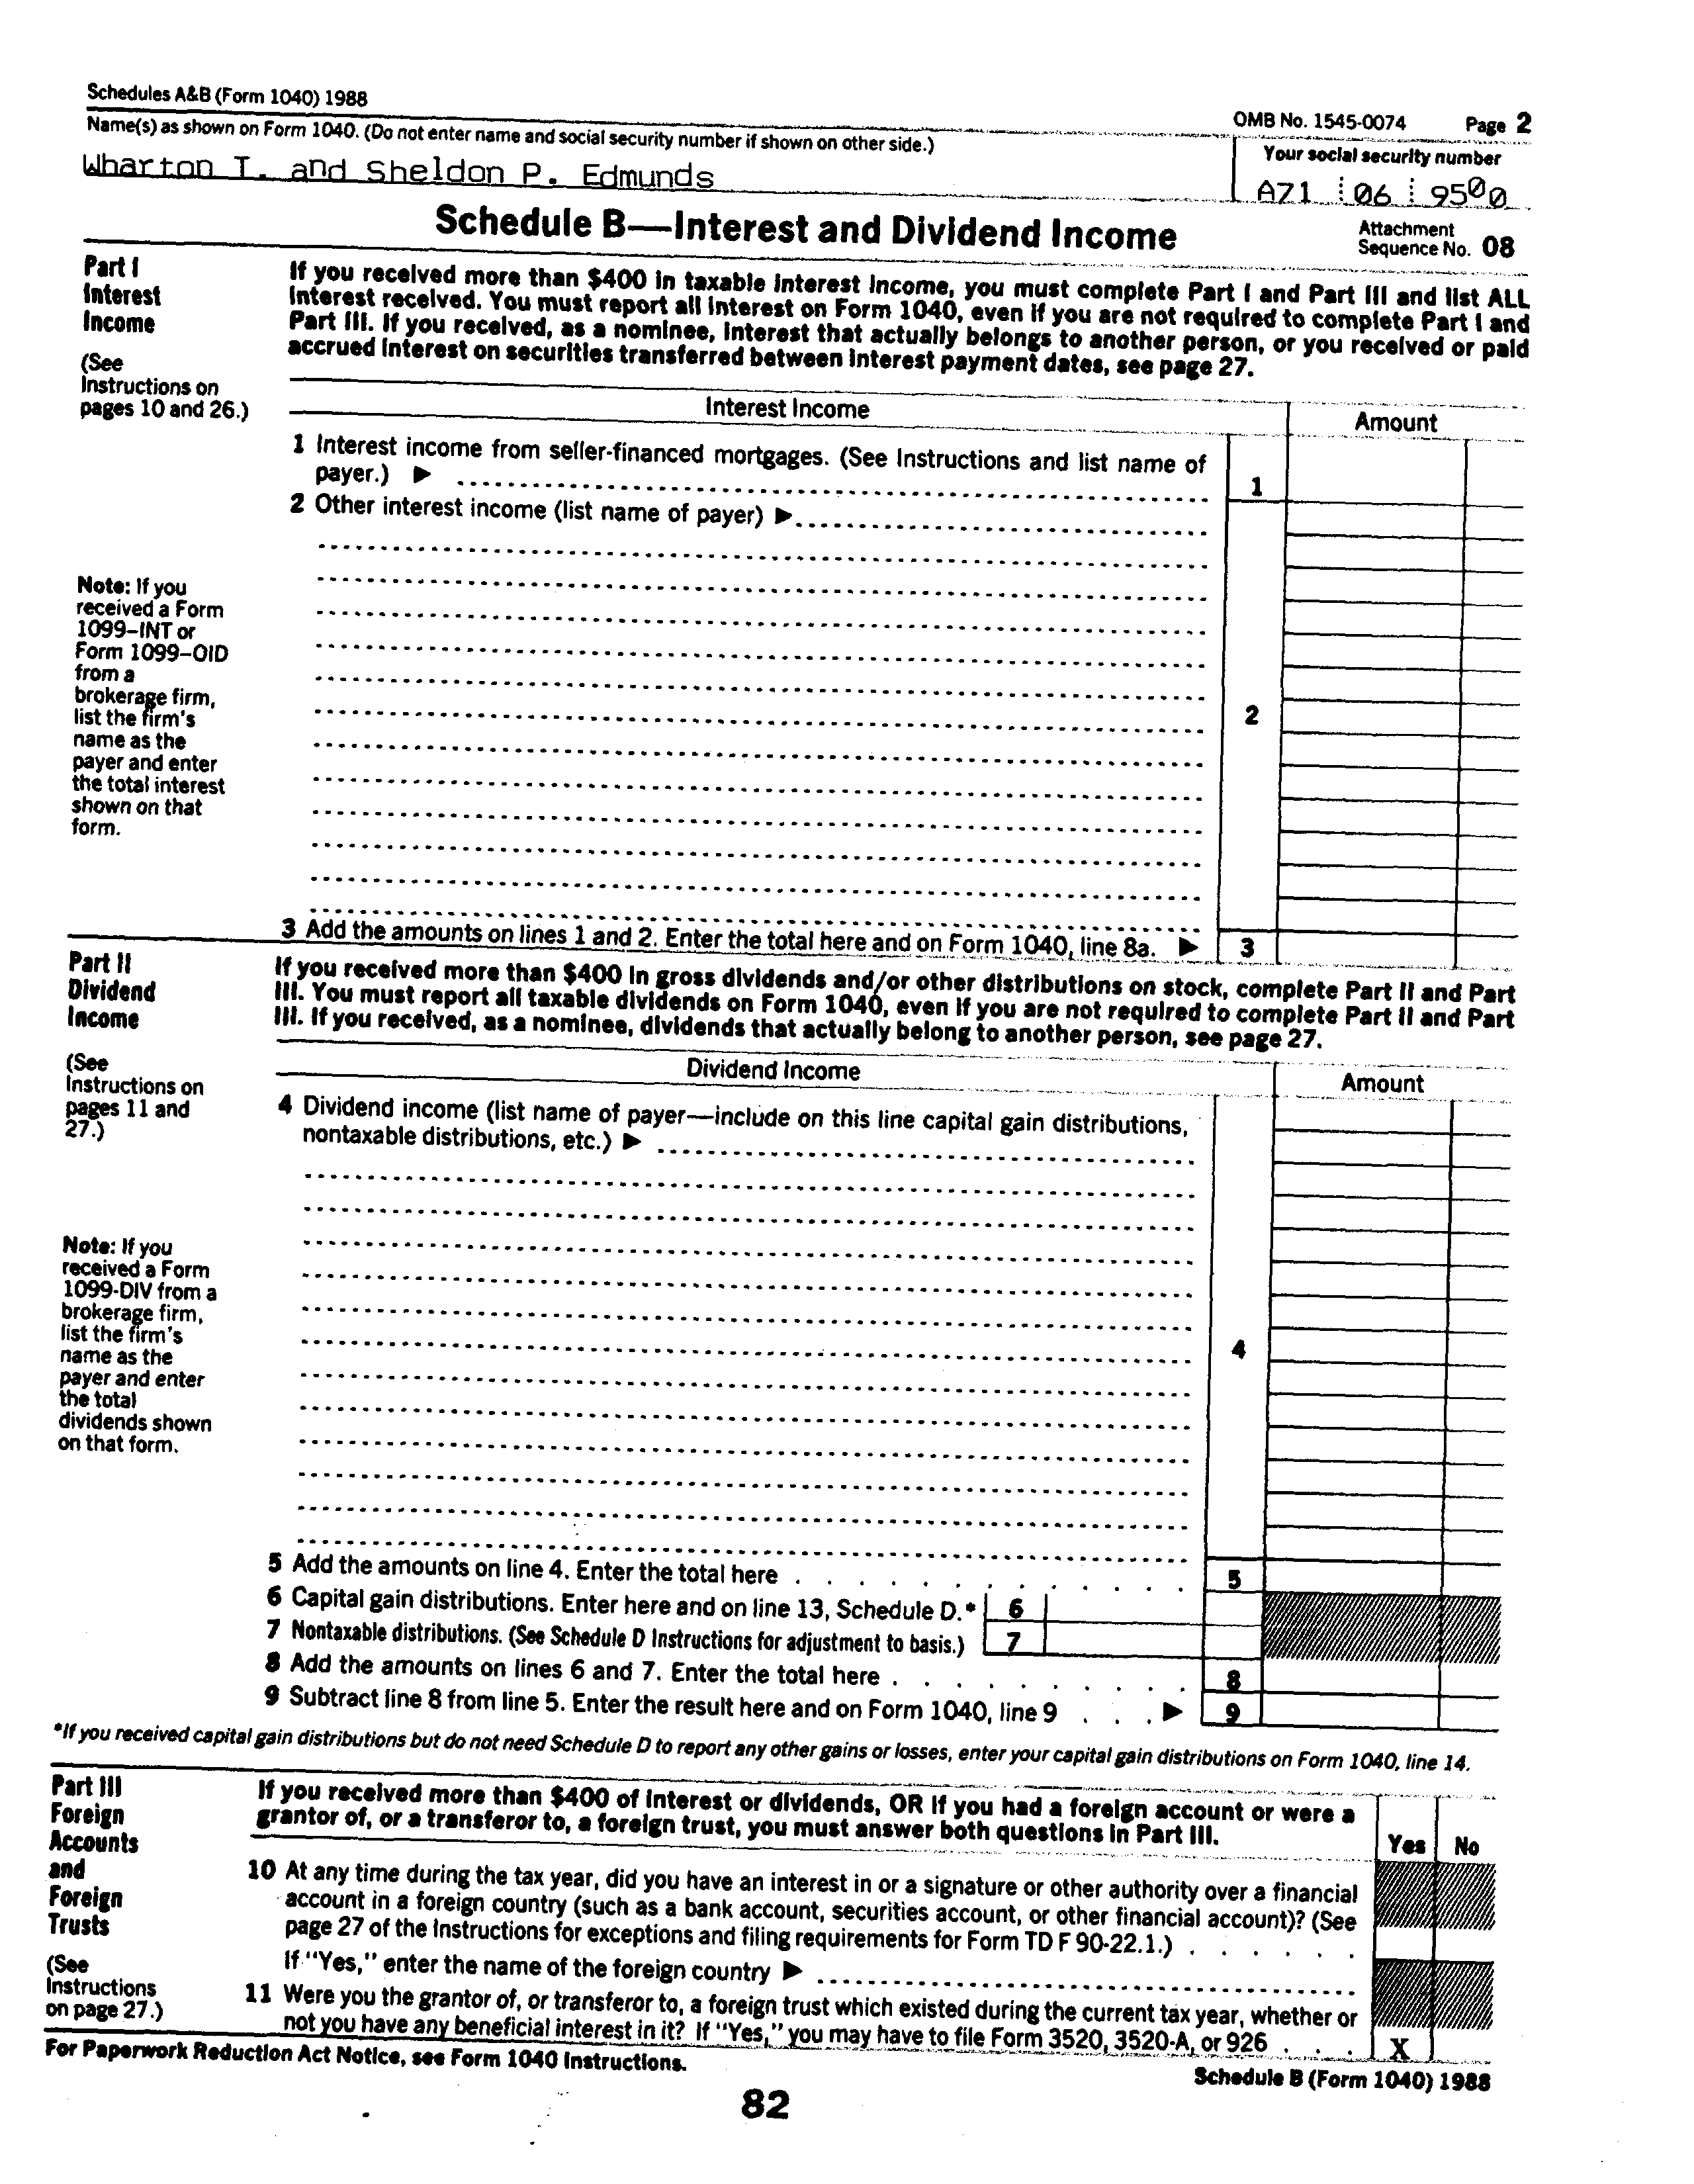 Schedules A&B (Form 1040) 1988
OMB No. 1545-0074 Page 2
Name(s) as shown on Form 1040. (Do not enter name and social security number if shown on other side.)
Your social security number
Wharton T. and Sheldon P. Edmunds
A71 06 9500
Schedule B—Interest and Dividend Income
Attachment
Sequence No. 08
Part I
Interest
Income
(See
Instructions on
pages 10 and 26.)
If you received more than $400 in taxable interest income, you must complete Part I and Part III and list ALL
interest received. You must report all interest on Form 1040, even if you are not required to complete Part I and
Part III. If you received, as a nominee, interest that actually belongs to another person, or you received or paid
accrued interest on securities transferred between interest payment dates, see page 27.
Interest Income
Amount
1 Interest income from seller-financed mortgages. (See Instructions and list name of
payer.) ▶
1
2 Other interest income (list name of payer) ▶
Note: If you
received a Form
1099–INT or
Form 1099–OID
from a
brokerage firm,
list the firm's
name as the
payer and enter
the total interest
shown on that
form.
2
3 Add the amounts on lines 1 and 2. Enter the total here and on Form 1040, line 8a. ▶ 3
Part II
Dividend
Income
(See
Instructions on
pages 11 and
27.)
If you received more than $400 in gross dividends and/or other distributions on stock, complete Part II and Part
III. You must report all taxable dividends on Form 1040, even if you are not required to complete Part II and Part
III. If you received, as a nominee, dividends that actually belong to another person, see page 27.
Dividend Income
Amount
4 Dividend income (list name of payer—include on this line capital gain distributions,
nontaxable distributions, etc.) ▶
Note: If you
received a Form
1099-DIV from a
brokerage firm,
list the firm's
name as the
payer and enter
the total
dividends shown
on that form.
4
5 Add the amounts on line 4. Enter the total here . . . . . . . . . . . . . 5
6 Capital gain distributions. Enter here and on line 13, Schedule D.* 6
7 Nontaxable distributions. (See Schedule D Instructions for adjustment to basis.) 7
8 Add the amounts on lines 6 and 7. Enter the total here . . . . . . . . . . 8
9 Subtract line 8 from line 5. Enter the result here and on Form 1040, line 9 . . . ▶ 9
*If you received capital gain distributions but do not need Schedule D to report any other gains or losses, enter your capital gain distributions on Form 1040, line 14.
Part III
Foreign
Accounts
and
Foreign
Trusts
(See
Instructions
on page 27.)
If you received more than $400 of interest or dividends, OR if you had a foreign account or were a
grantor of, or a transferor to, a foreign trust, you must answer both questions in Part III.
Yes No
10 At any time during the tax year, did you have an interest in or a signature or other authority over a financial
account in a foreign country (such as a bank account, securities account, or other financial account)? (See
page 27 of the Instructions for exceptions and filing requirements for Form TD F 90-22.1.) . . . . . .
If "Yes," enter the name of the foreign country ▶
11 Were you the grantor of, or transferor to, a foreign trust which existed during the current tax year, whether or
not you have any beneficial interest in it? If "Yes," you may have to file Form 3520, 3520-A, or 926 . . . X
For Paperwork Reduction Act Notice, see Form 1040 Instructions.
Schedule B (Form 1040) 1988
82